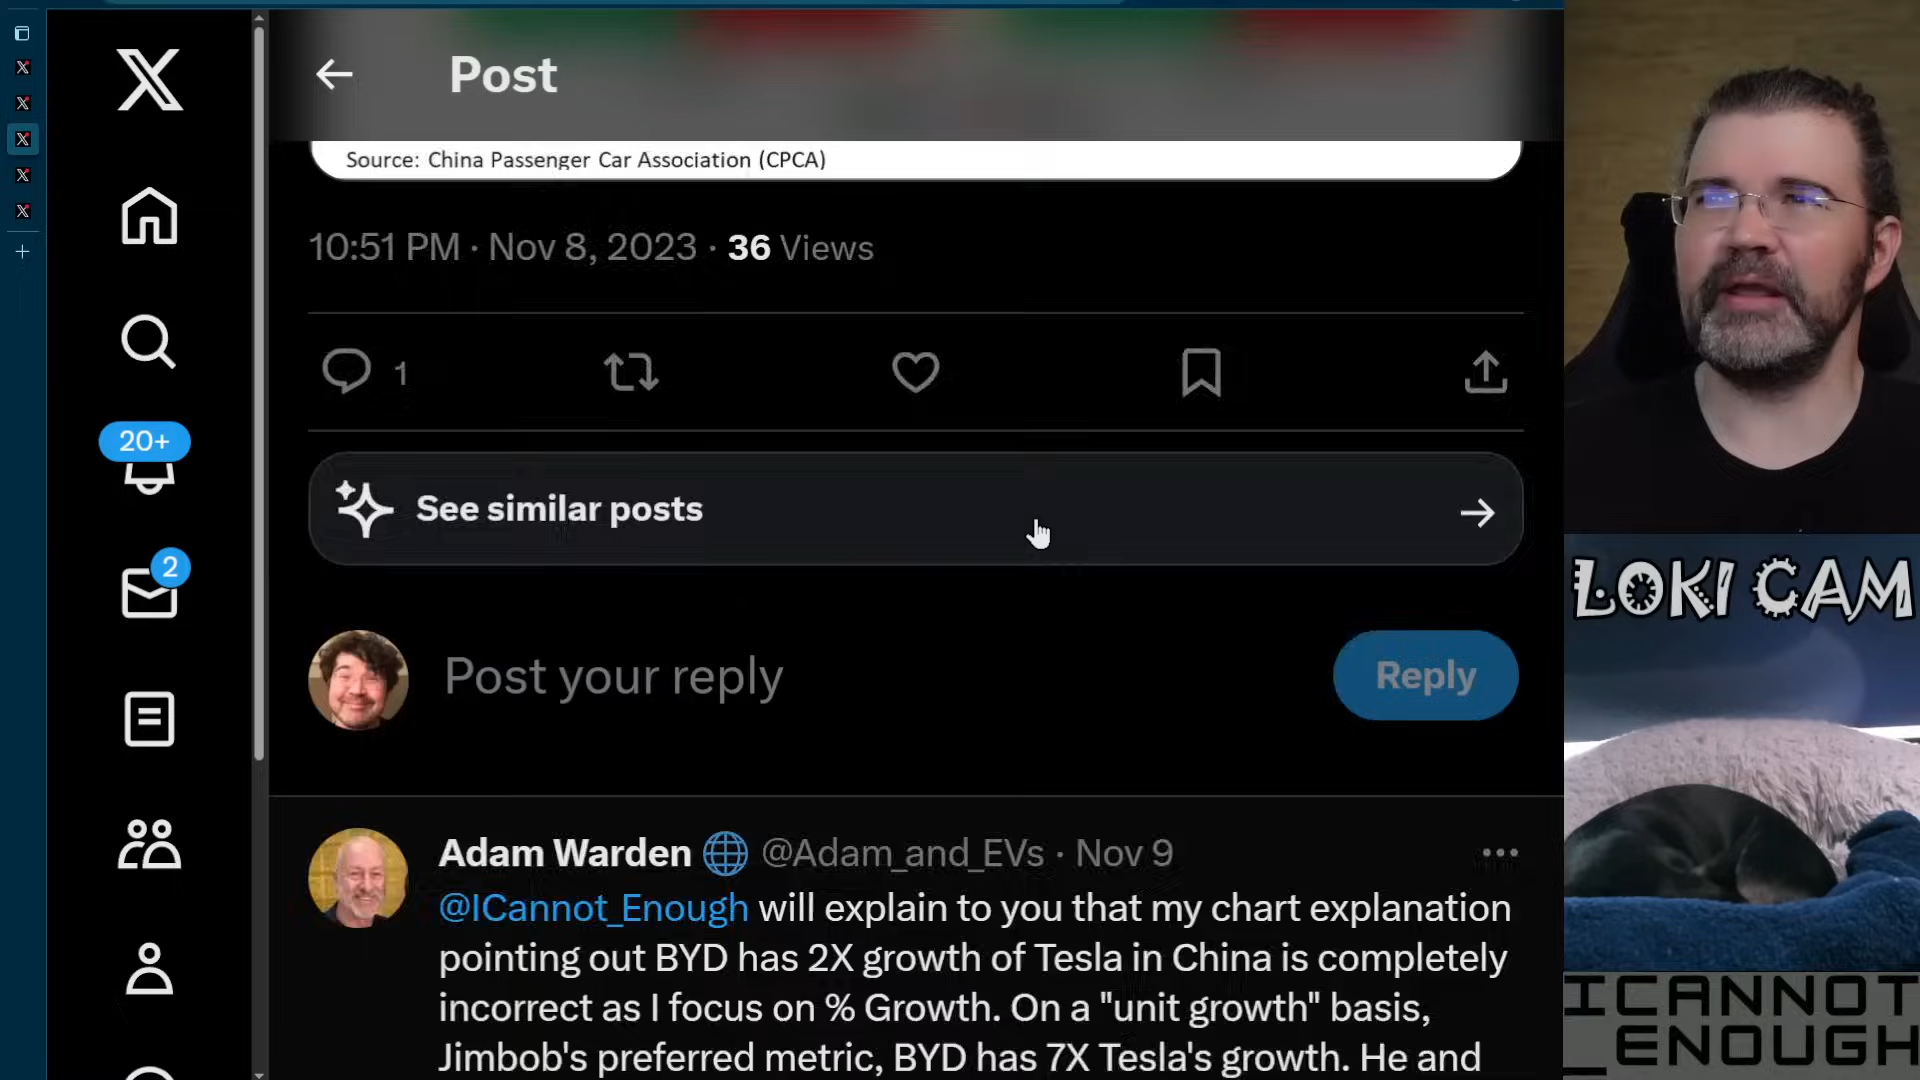 Post
Source: China Passenger Car Association (CPCA)
10:51 PM · Nov 8, 2023 · 36 Views
1
20+
See similar posts
2
Post your reply
Reply
Adam Warden @Adam_and_EVs · Nov 9
@ICannot_Enough will explain to you that my chart explanation
pointing out BYD has 2X growth of Tesla in China is completely
incorrect as I focus on % Growth. On a "unit growth" basis,
Jimbob's preferred metric, BYD has 7X Tesla's growth. He and
LOKI CAM
ICANNOT
_ENOUGH